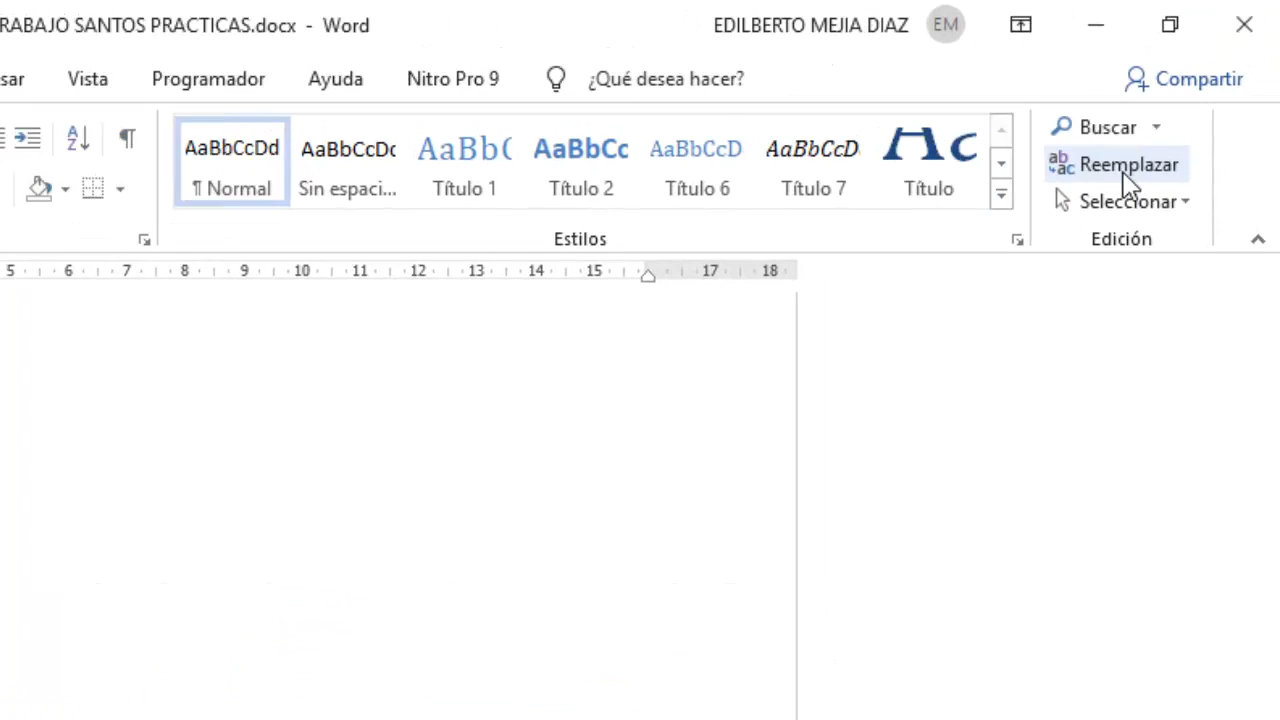 RABAJO SANTOS PRACTICAS.docx - Word
EDILBERTO MEJIA DIAZ
EM
sar
Vista
Programador
Ayuda
Nitro Pro 9
¿Qué desea hacer?
Compartir
A
Z
¶
AaBbCcDd
¶ Normal
AaBbCcDc
Sin espaci...
AaBb(
Título 1
AaBbCc
Título 2
AaBbCcD
Título 6
AaBbCcD
Título 7
Ac
Título
Estilos
Buscar
ab
ac
Reemplazar
Seleccionar
Edición
5 6 7 8 9 10 11 12 13 14 15 17 18